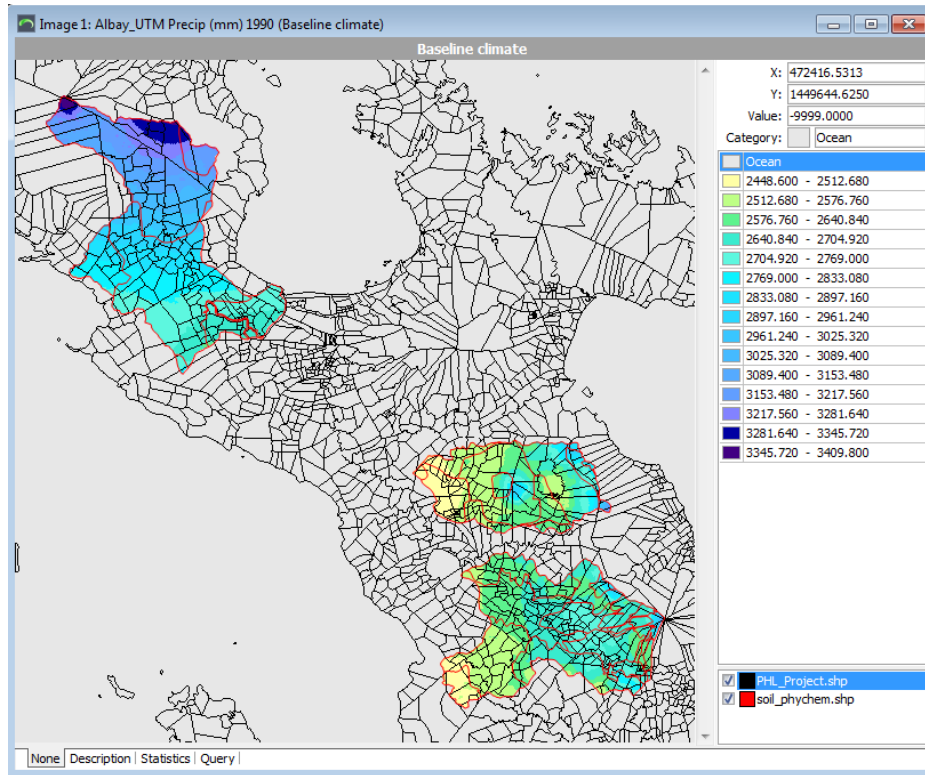 Image 1: Albay_UTM Precip (mm) 1990 (Baseline climate)
Baseline climate
X: 472416.5313
Y: 1449644.6250
Value: -9999.0000
Category: Ocean
Ocean
2448.600 - 2512.680
2512.680 - 2576.760
2576.760 - 2640.840
2640.840 - 2704.920
2704.920 - 2769.000
2769.000 - 2833.080
2833.080 - 2897.160
2897.160 - 2961.240
2961.240 - 3025.320
3025.320 - 3089.400
3089.400 - 3153.480
3153.480 - 3217.560
3217.560 - 3281.640
3281.640 - 3345.720
3345.720 - 3409.800
PHL_Project.shp
soil_phychem.shp
None Description Statistics Query